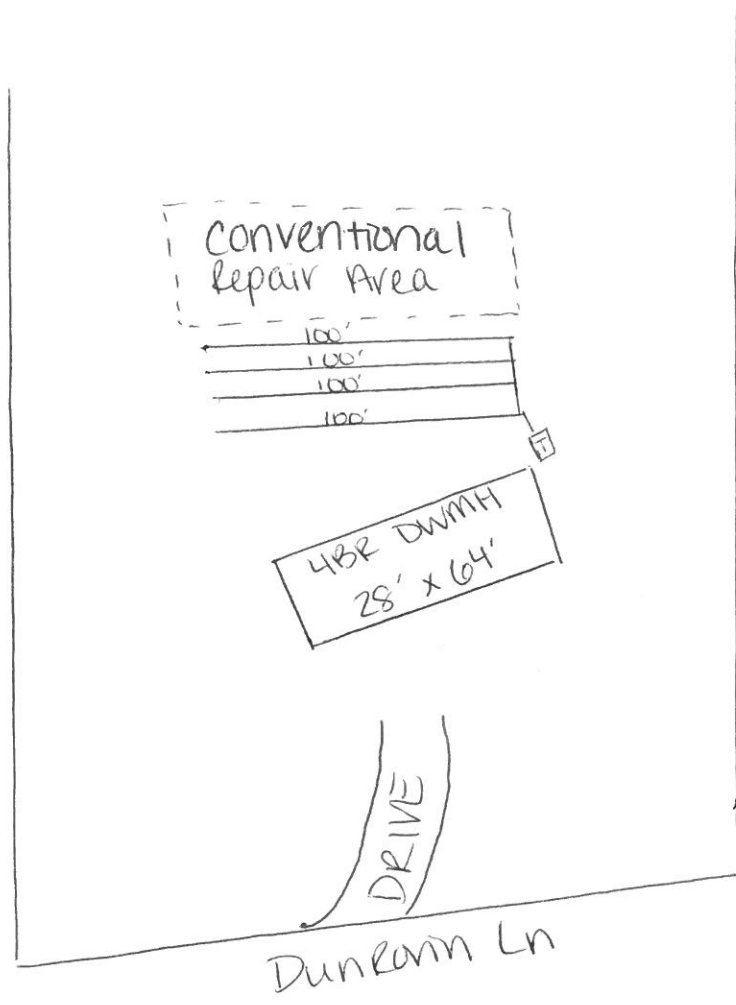 Conventional
Repair Area
100'
100'
100'
100'
T
4BR DWMH
28' x 64'
DRIVE
DunRovin Ln